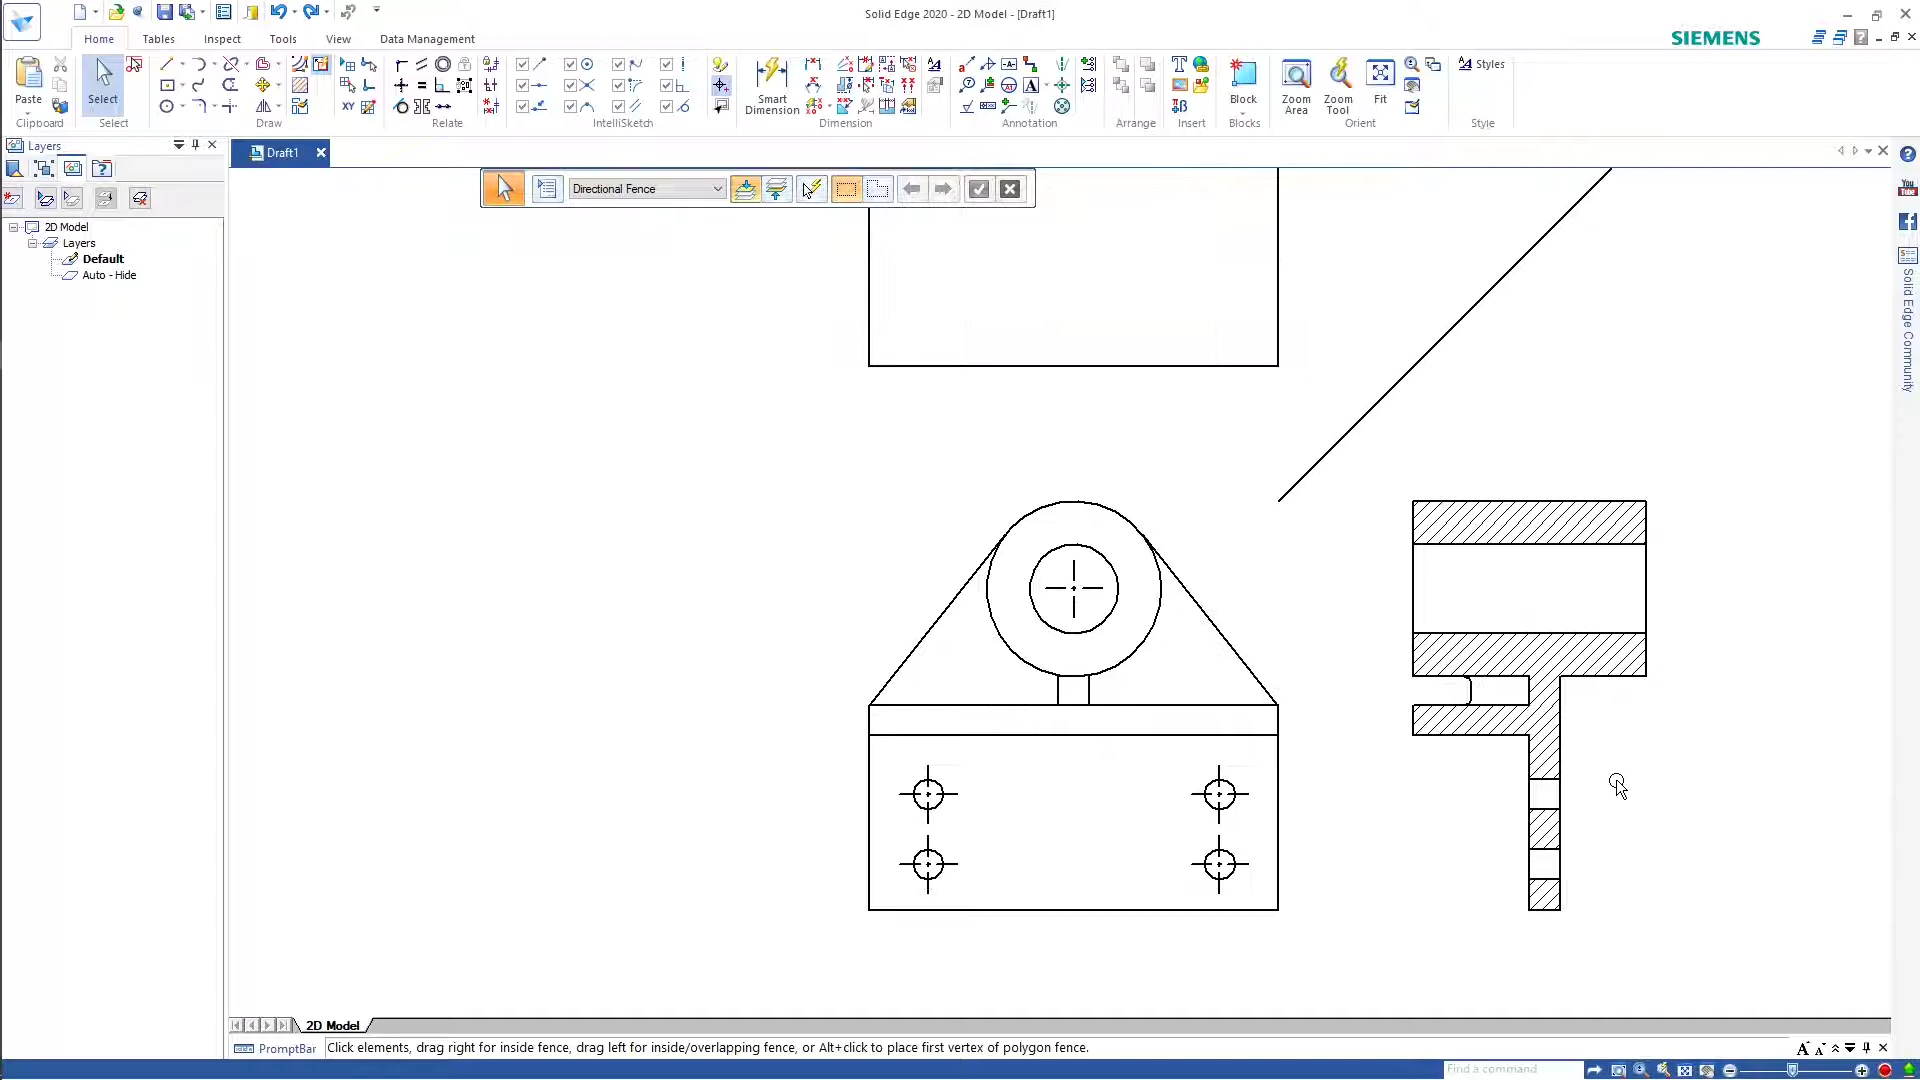 Solid Edge 2020 - 2D Model - [Draft1]
Home Tables Inspect Sketch Tools View Data Management
SIEMENS
Paste
Select
Smart Dimension
Block
Zoom Area
Zoom Tool
Fit
Styles
Clipboard Select Draw Relate IntelliSketch Dimension Annotation Arrange Insert Blocks Orient Style
Layers
Draft1
Directional Fence
2D Model
Layers
Default
Auto - Hide
You Tube
Solid Edge Community
2D Model
PromptBar
Click elements, drag right for inside fence, drag left for inside/overlapping fence, or Alt+click to place first vertex of polygon fence.
Find a command